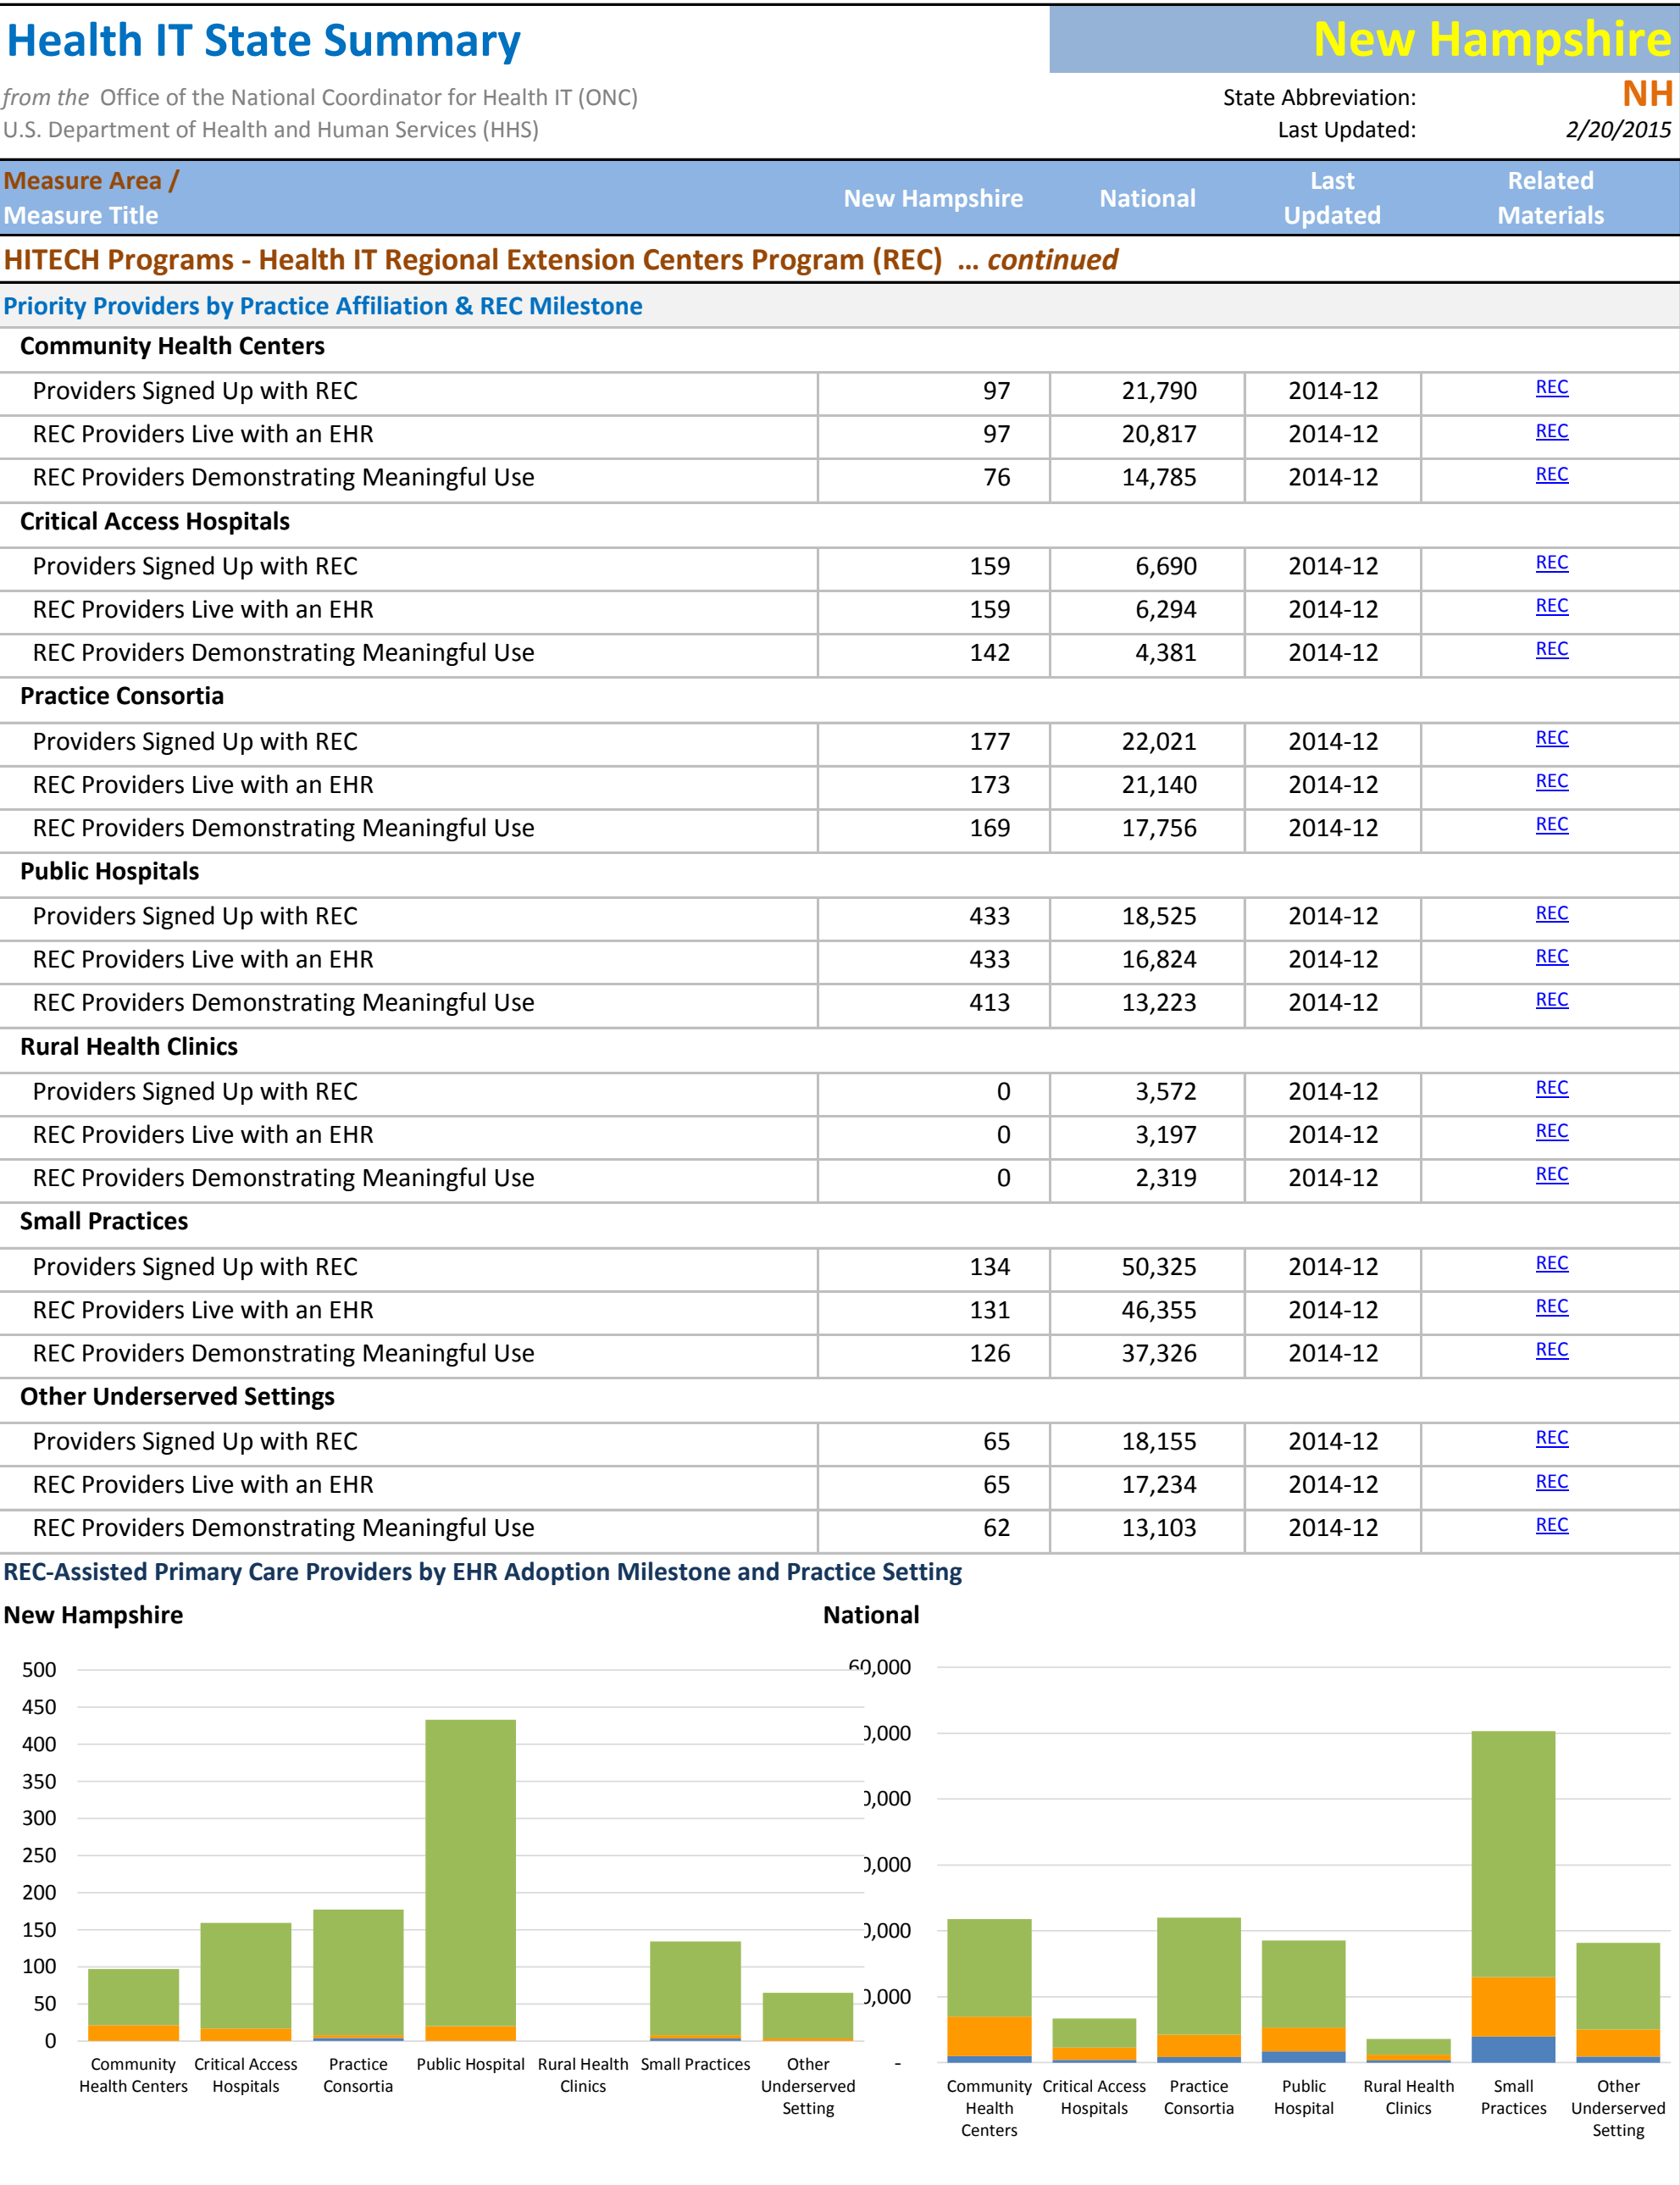 Health IT State Summary
New Hampshire
from the Office of the National Coordinator for Health IT (ONC)
State Abbreviation: NH
U.S. Department of Health and Human Services (HHS)
Last Updated: 2/20/2015
Measure Area /
Measure Title
New Hampshire
National
Last
Updated
Related
Materials
HITECH Programs - Health IT Regional Extension Centers Program (REC) ... continued
Priority Providers by Practice Affiliation & REC Milestone
Community Health Centers
Providers Signed Up with REC 97 21,790 2014-12 REC
REC Providers Live with an EHR 97 20,817 2014-12 REC
REC Providers Demonstrating Meaningful Use 76 14,785 2014-12 REC
Critical Access Hospitals
Providers Signed Up with REC 159 6,690 2014-12 REC
REC Providers Live with an EHR 159 6,294 2014-12 REC
REC Providers Demonstrating Meaningful Use 142 4,381 2014-12 REC
Practice Consortia
Providers Signed Up with REC 177 22,021 2014-12 REC
REC Providers Live with an EHR 173 21,140 2014-12 REC
REC Providers Demonstrating Meaningful Use 169 17,756 2014-12 REC
Public Hospitals
Providers Signed Up with REC 433 18,525 2014-12 REC
REC Providers Live with an EHR 433 16,824 2014-12 REC
REC Providers Demonstrating Meaningful Use 413 13,223 2014-12 REC
Rural Health Clinics
Providers Signed Up with REC 0 3,572 2014-12 REC
REC Providers Live with an EHR 0 3,197 2014-12 REC
REC Providers Demonstrating Meaningful Use 0 2,319 2014-12 REC
Small Practices
Providers Signed Up with REC 134 50,325 2014-12 REC
REC Providers Live with an EHR 131 46,355 2014-12 REC
REC Providers Demonstrating Meaningful Use 126 37,326 2014-12 REC
Other Underserved Settings
Providers Signed Up with REC 65 18,155 2014-12 REC
REC Providers Live with an EHR 65 17,234 2014-12 REC
REC Providers Demonstrating Meaningful Use 62 13,103 2014-12 REC
REC-Assisted Primary Care Providers by EHR Adoption Milestone and Practice Setting
New Hampshire
500
450
400
350
300
250
200
150
100
50
0
Community
Health Centers
Critical Access
Hospitals
Practice
Consortia
Public Hospital
Rural Health
Clinics
Small Practices
Other
Underserved
Setting
National
60,000
0,000
0,000
0,000
0,000
0,000
-
Community
Health
Centers
Critical Access
Hospitals
Practice
Consortia
Public
Hospital
Rural Health
Clinics
Small
Practices
Other
Underserved
Setting